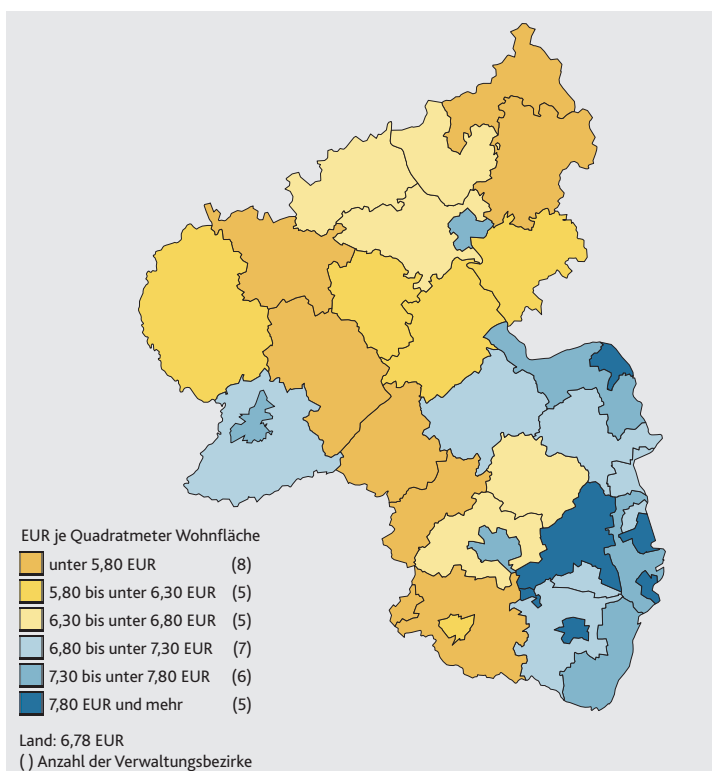 EUR je Quadratmeter Wohnfläche
unter 5,80 EUR (8)
5,80 bis unter 6,30 EUR (5)
6,30 bis unter 6,80 EUR (5)
6,80 bis unter 7,30 EUR (7)
7,30 bis unter 7,80 EUR (6)
7,80 EUR und mehr (5)
Land: 6,78 EUR
( ) Anzahl der Verwaltungsbezirke